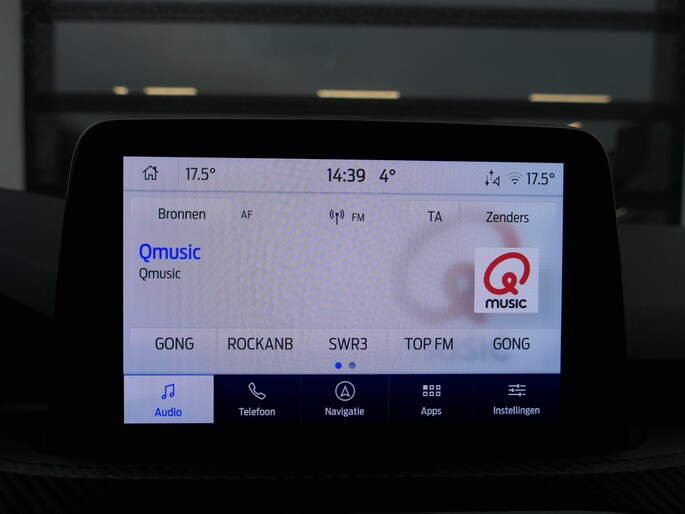 17.5° 14:39 4° 17.5°
Bronnen AF FM TA Zenders
Qmusic
Qmusic
Q
MUSIC
MUSIC
GONG ROCKANB SWR3 TOP FM GONG
Audio Telefoon Navigatie Apps Instellingen